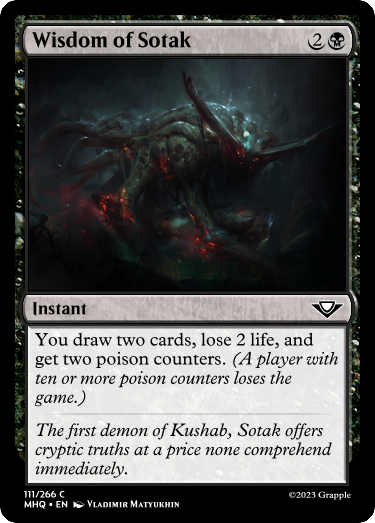 Wisdom of Sotak 2
Instant
You draw two cards, lose 2 life, and
get two poison counters. (A player with
ten or more poison counters loses the
game.)
The first demon of Kushab, Sotak offers
cryptic truths at a price none comprehend
immediately.
111/266 C
MHQ • EN Vladimir Matyukhin
©2023 Grapple